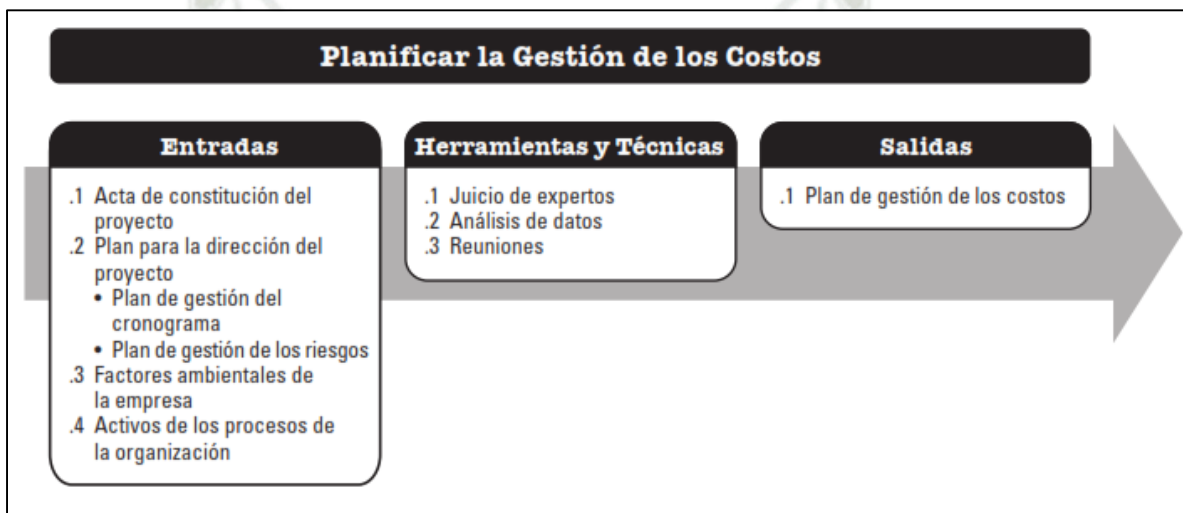 Planificar la Gestión de los Costos
Entradas
.1 Acta de constitución del
proyecto
.2 Plan para la dirección del
proyecto
• Plan de gestión del
cronograma
• Plan de gestión de los riesgos
.3 Factores ambientales de
la empresa
.4 Activos de los procesos de
la organización
Herramientas y Técnicas
.1 Juicio de expertos
.2 Análisis de datos
.3 Reuniones
Salidas
.1 Plan de gestión de los costos